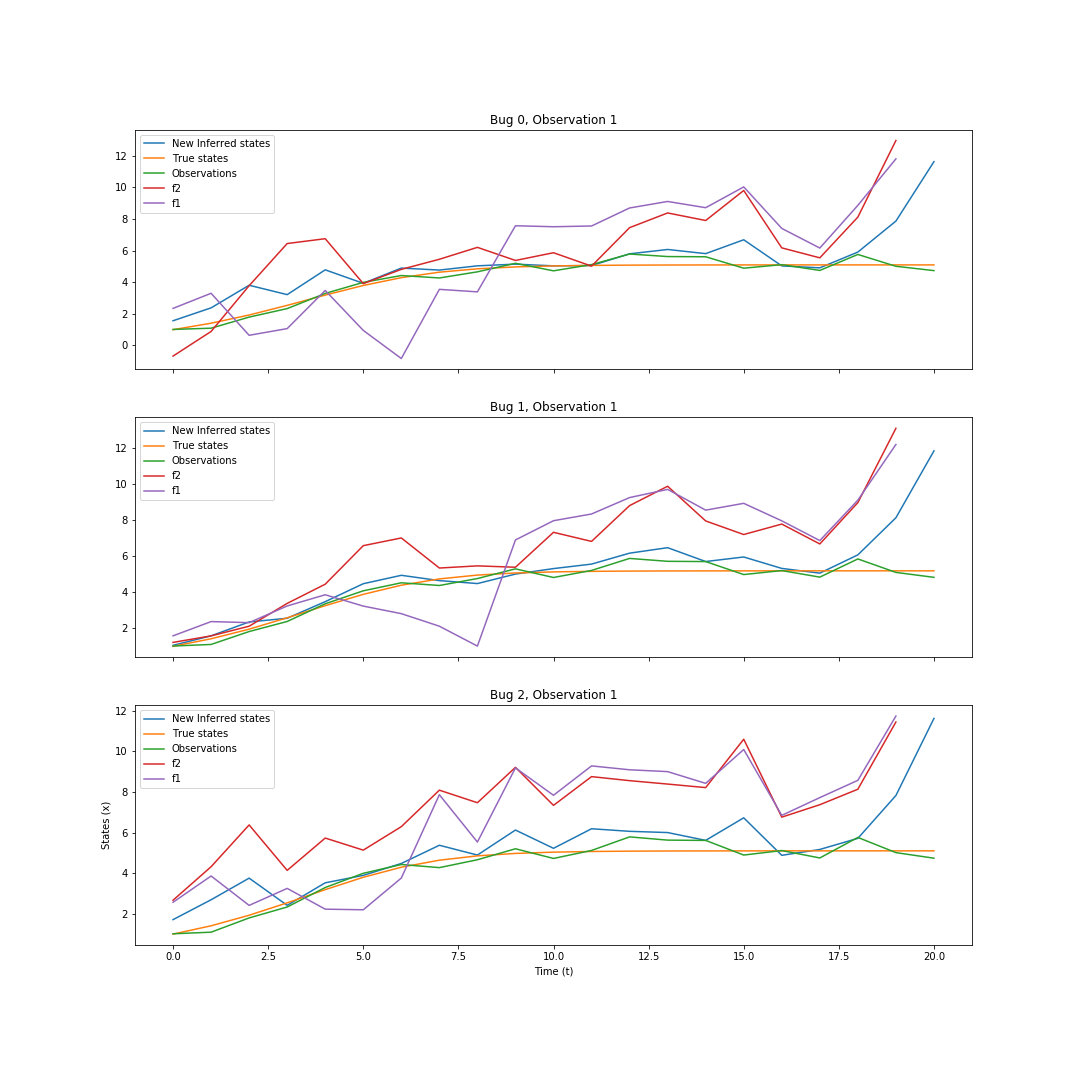 Bug 0, Observation 1
New Inferred states
True states
Observations
f2
f1
12
10
8
6
4
2
0
Bug 1, Observation 1
New Inferred states
True states
Observations
f2
f1
12
10
8
6
4
2
Bug 2, Observation 1
New Inferred states
True states
Observations
f2
f1
12
10
8
6
4
2
States (x)
0.0 2.5 5.0 7.5 10.0 12.5 15.0 17.5 20.0
Time (t)